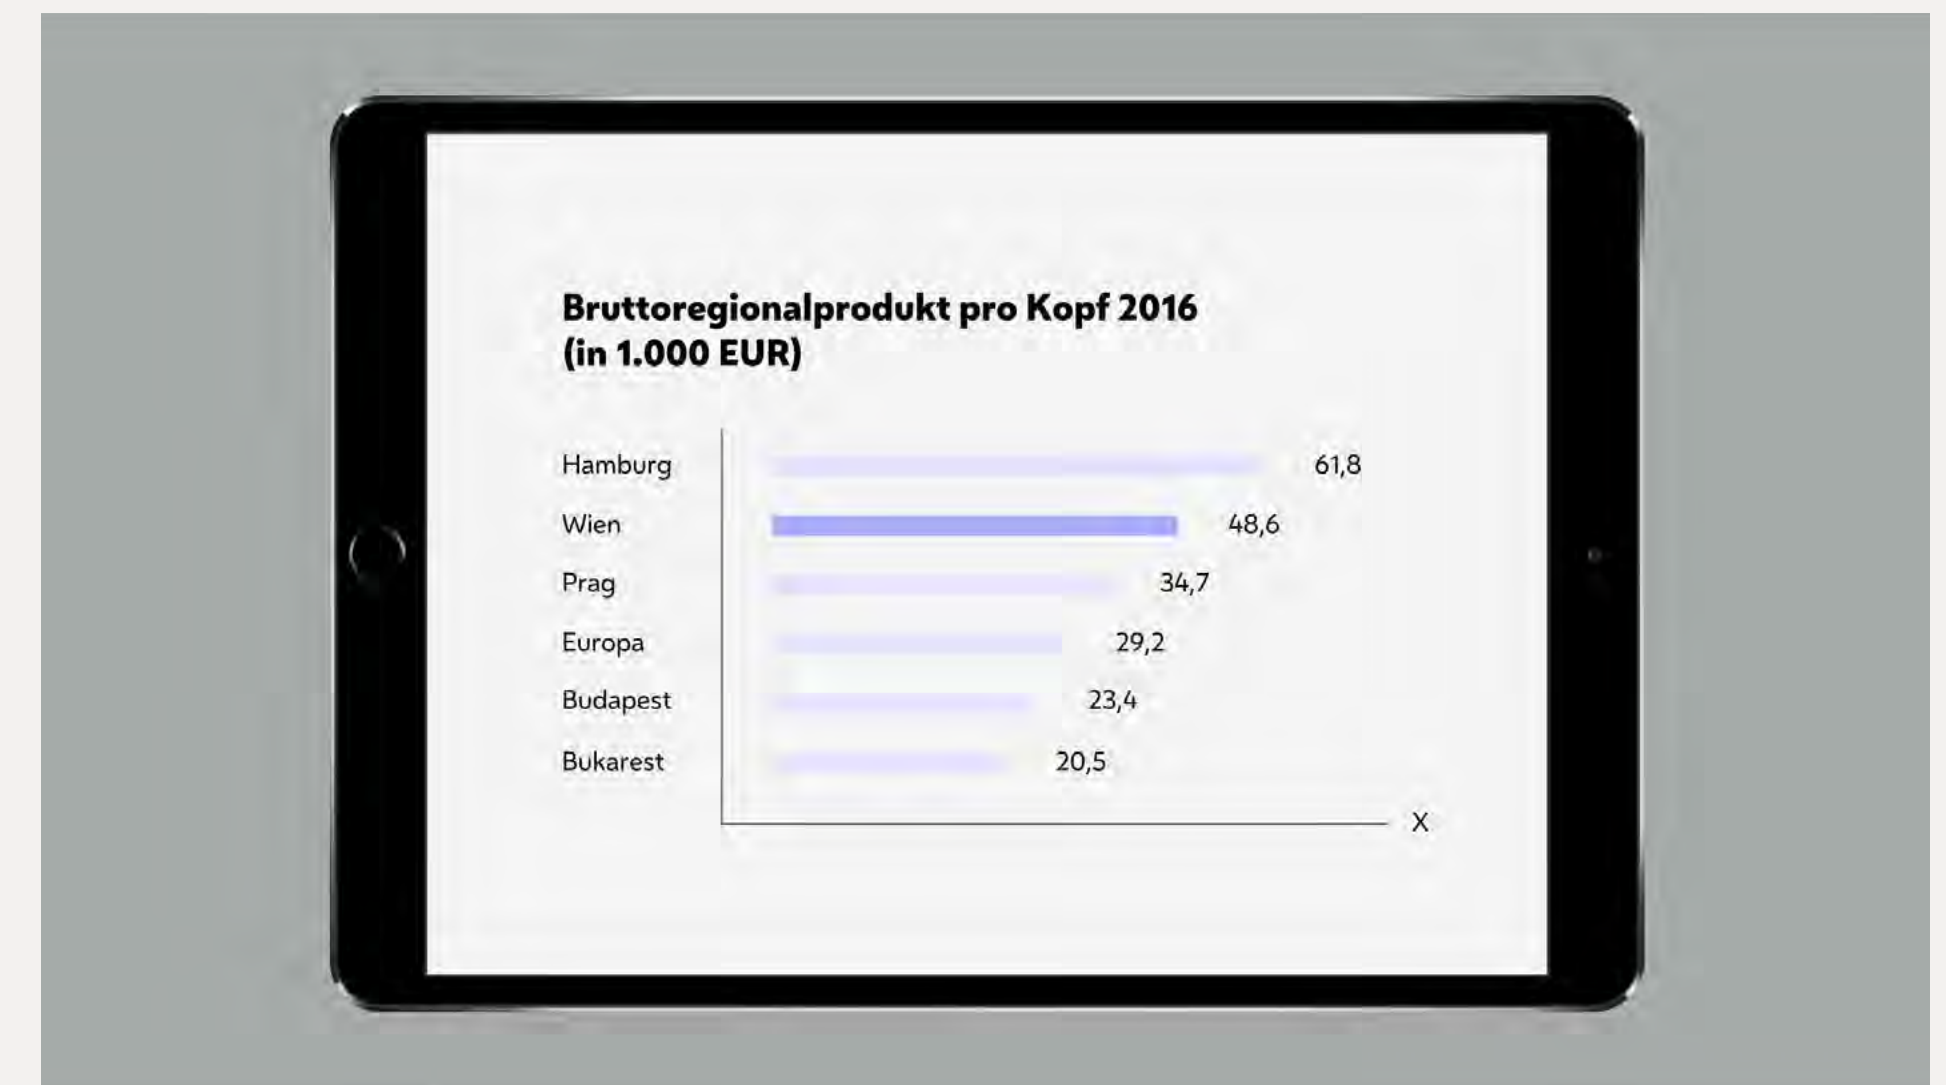 Bruttoregionalprodukt pro Kopf 2016
(in 1.000 EUR)
Hamburg 61,8
Wien 48,6
Prag 34,7
Europa 29,2
Budapest 23,4
Bukarest 20,5
X